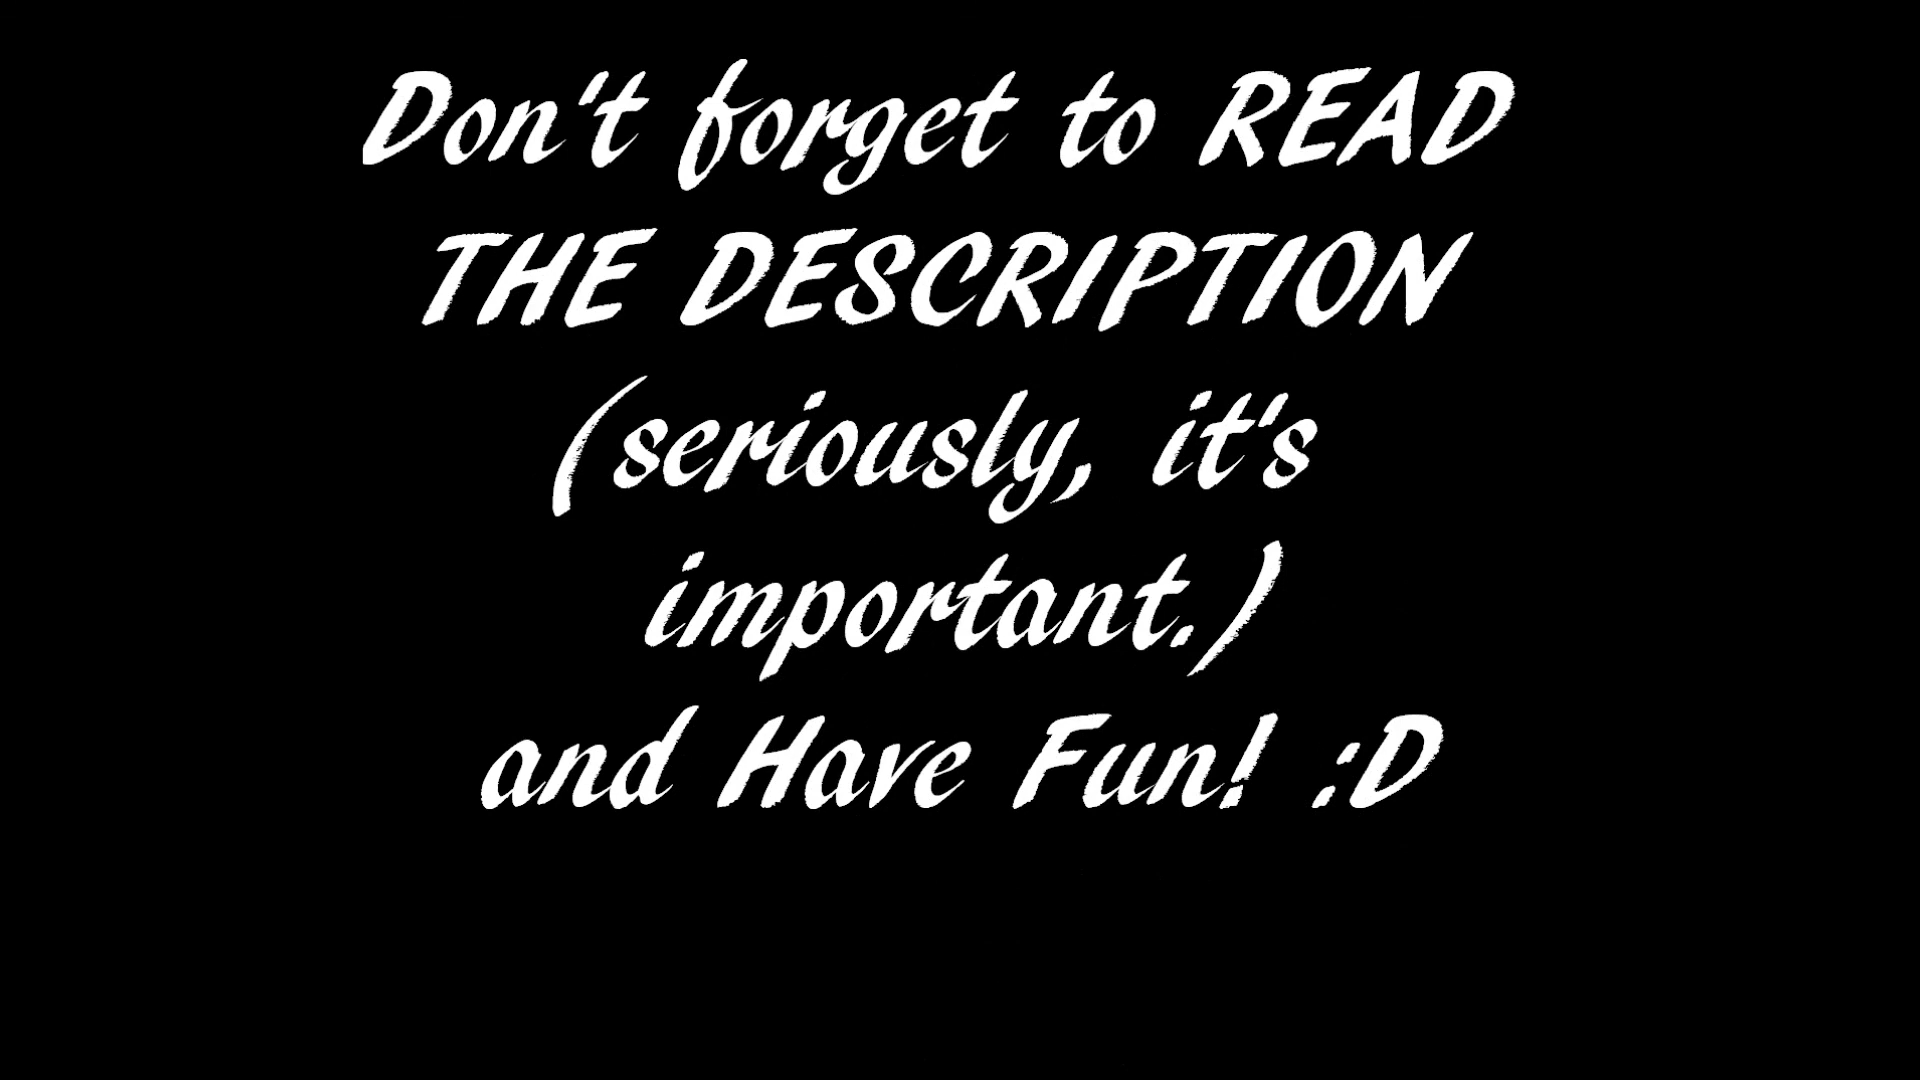 Don't forget to READ
THE DESCRIPTION
(seriously, it's
important.)
and Have Fun! :D